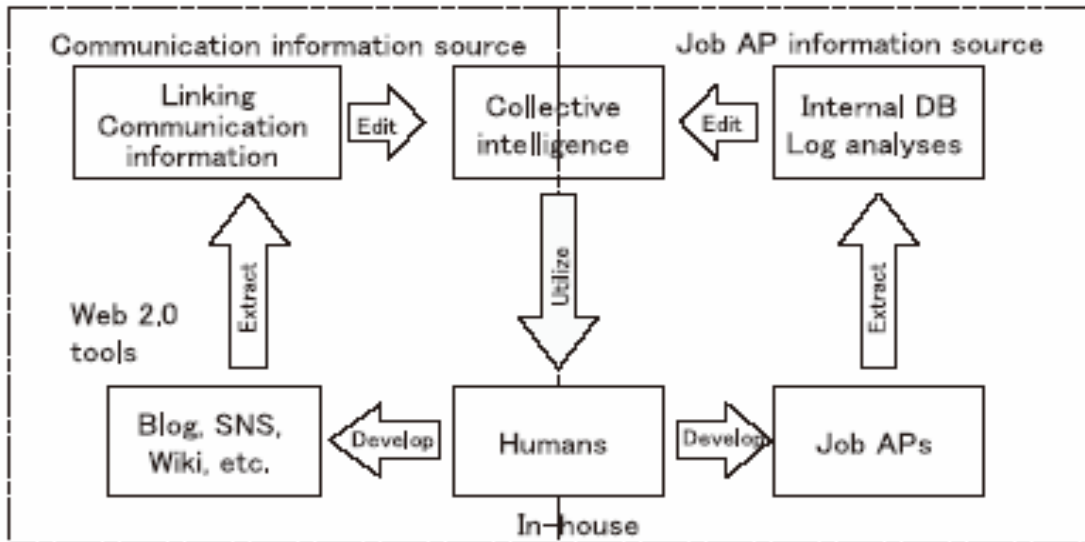 Communication information source
Job AP information source
Linking
Communication
information
Edit
Collective
intelligence
Edit
Internal DB
Log analyses
Extract
Utilize
Extract
Web 2.0
tools
Blog, SNS,
Wiki, etc.
Develop
Humans
Develop
Job APs
In-house